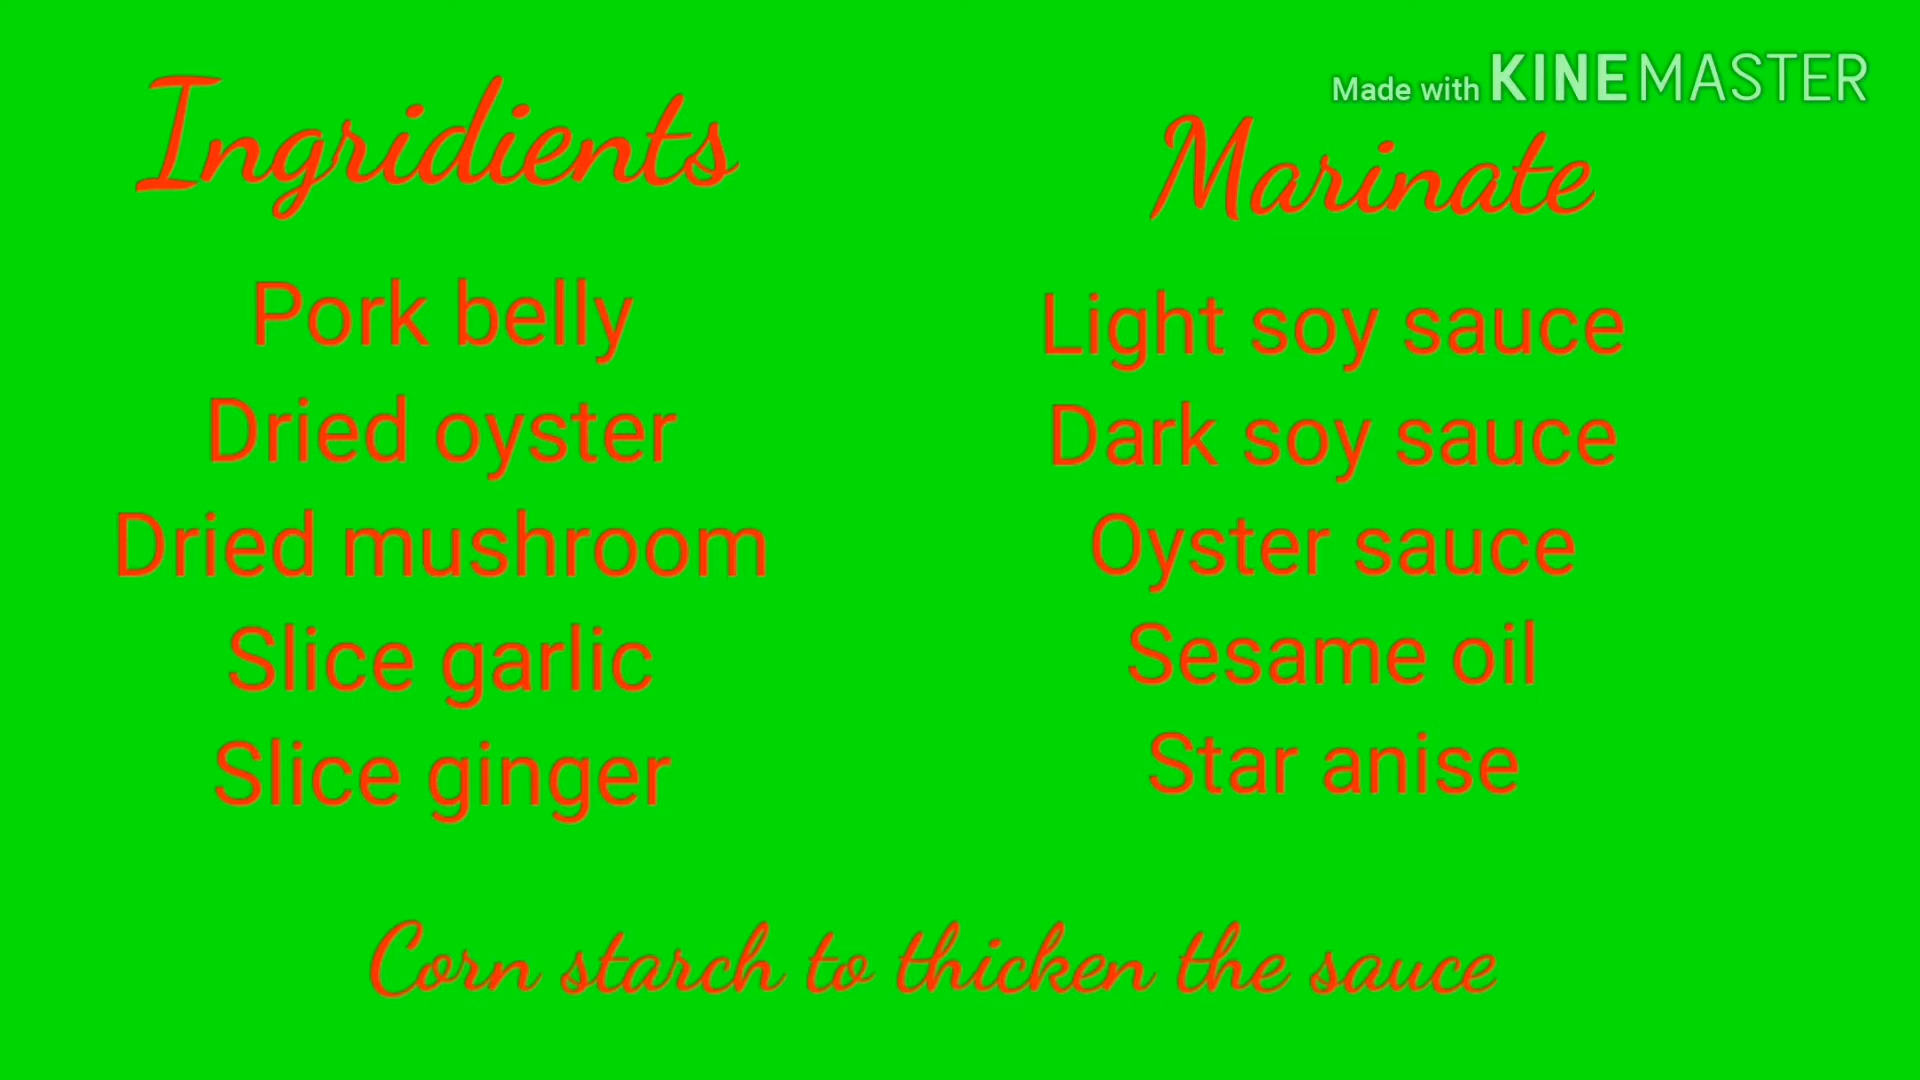 Made with KINEMASTER
Ingridients
Pork belly
Dried oyster
Dried mushroom
Slice garlic
Slice ginger
Marinate
Light soy sauce
Dark soy sauce
Oyster sauce
Sesame oil
Star anise
Corn starch to thicken the sauce